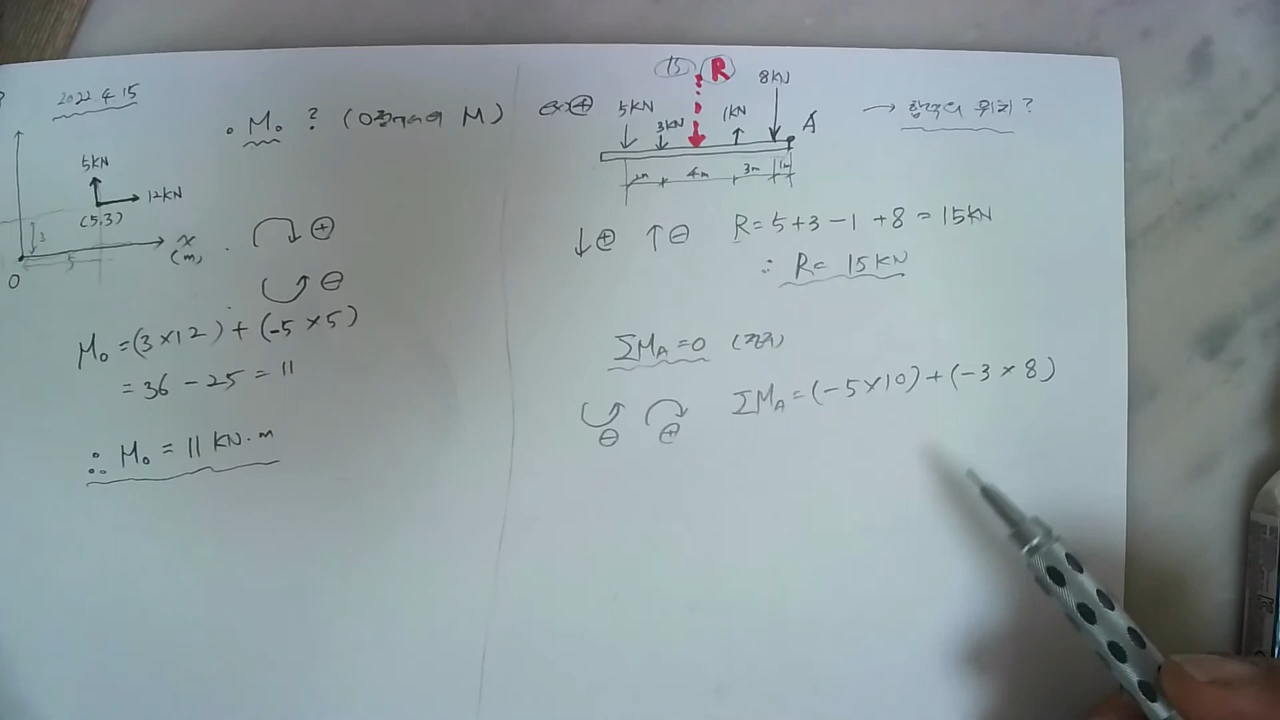 2022 4 15
• M₀ ? (O점에서의 M)
5KN
12KN
(5,3)
3
5
x
(m)
O
⊕
⊖
M₀ = (3×12) + (-5×5)
= 36 - 25 = 11
∴ M₀ = 11 KN·m
15 R
8KN
5KN
3KN
1KN
A
→ 합력의 위치?
2m 4m 3m 1m
↓⊕ ↑⊖ R = 5+3-1+8 = 15KN
∴ R = 15KN
ΣM_A = 0
ΣM_A = (-5×10) + (-3×8)
⊖ ⊕